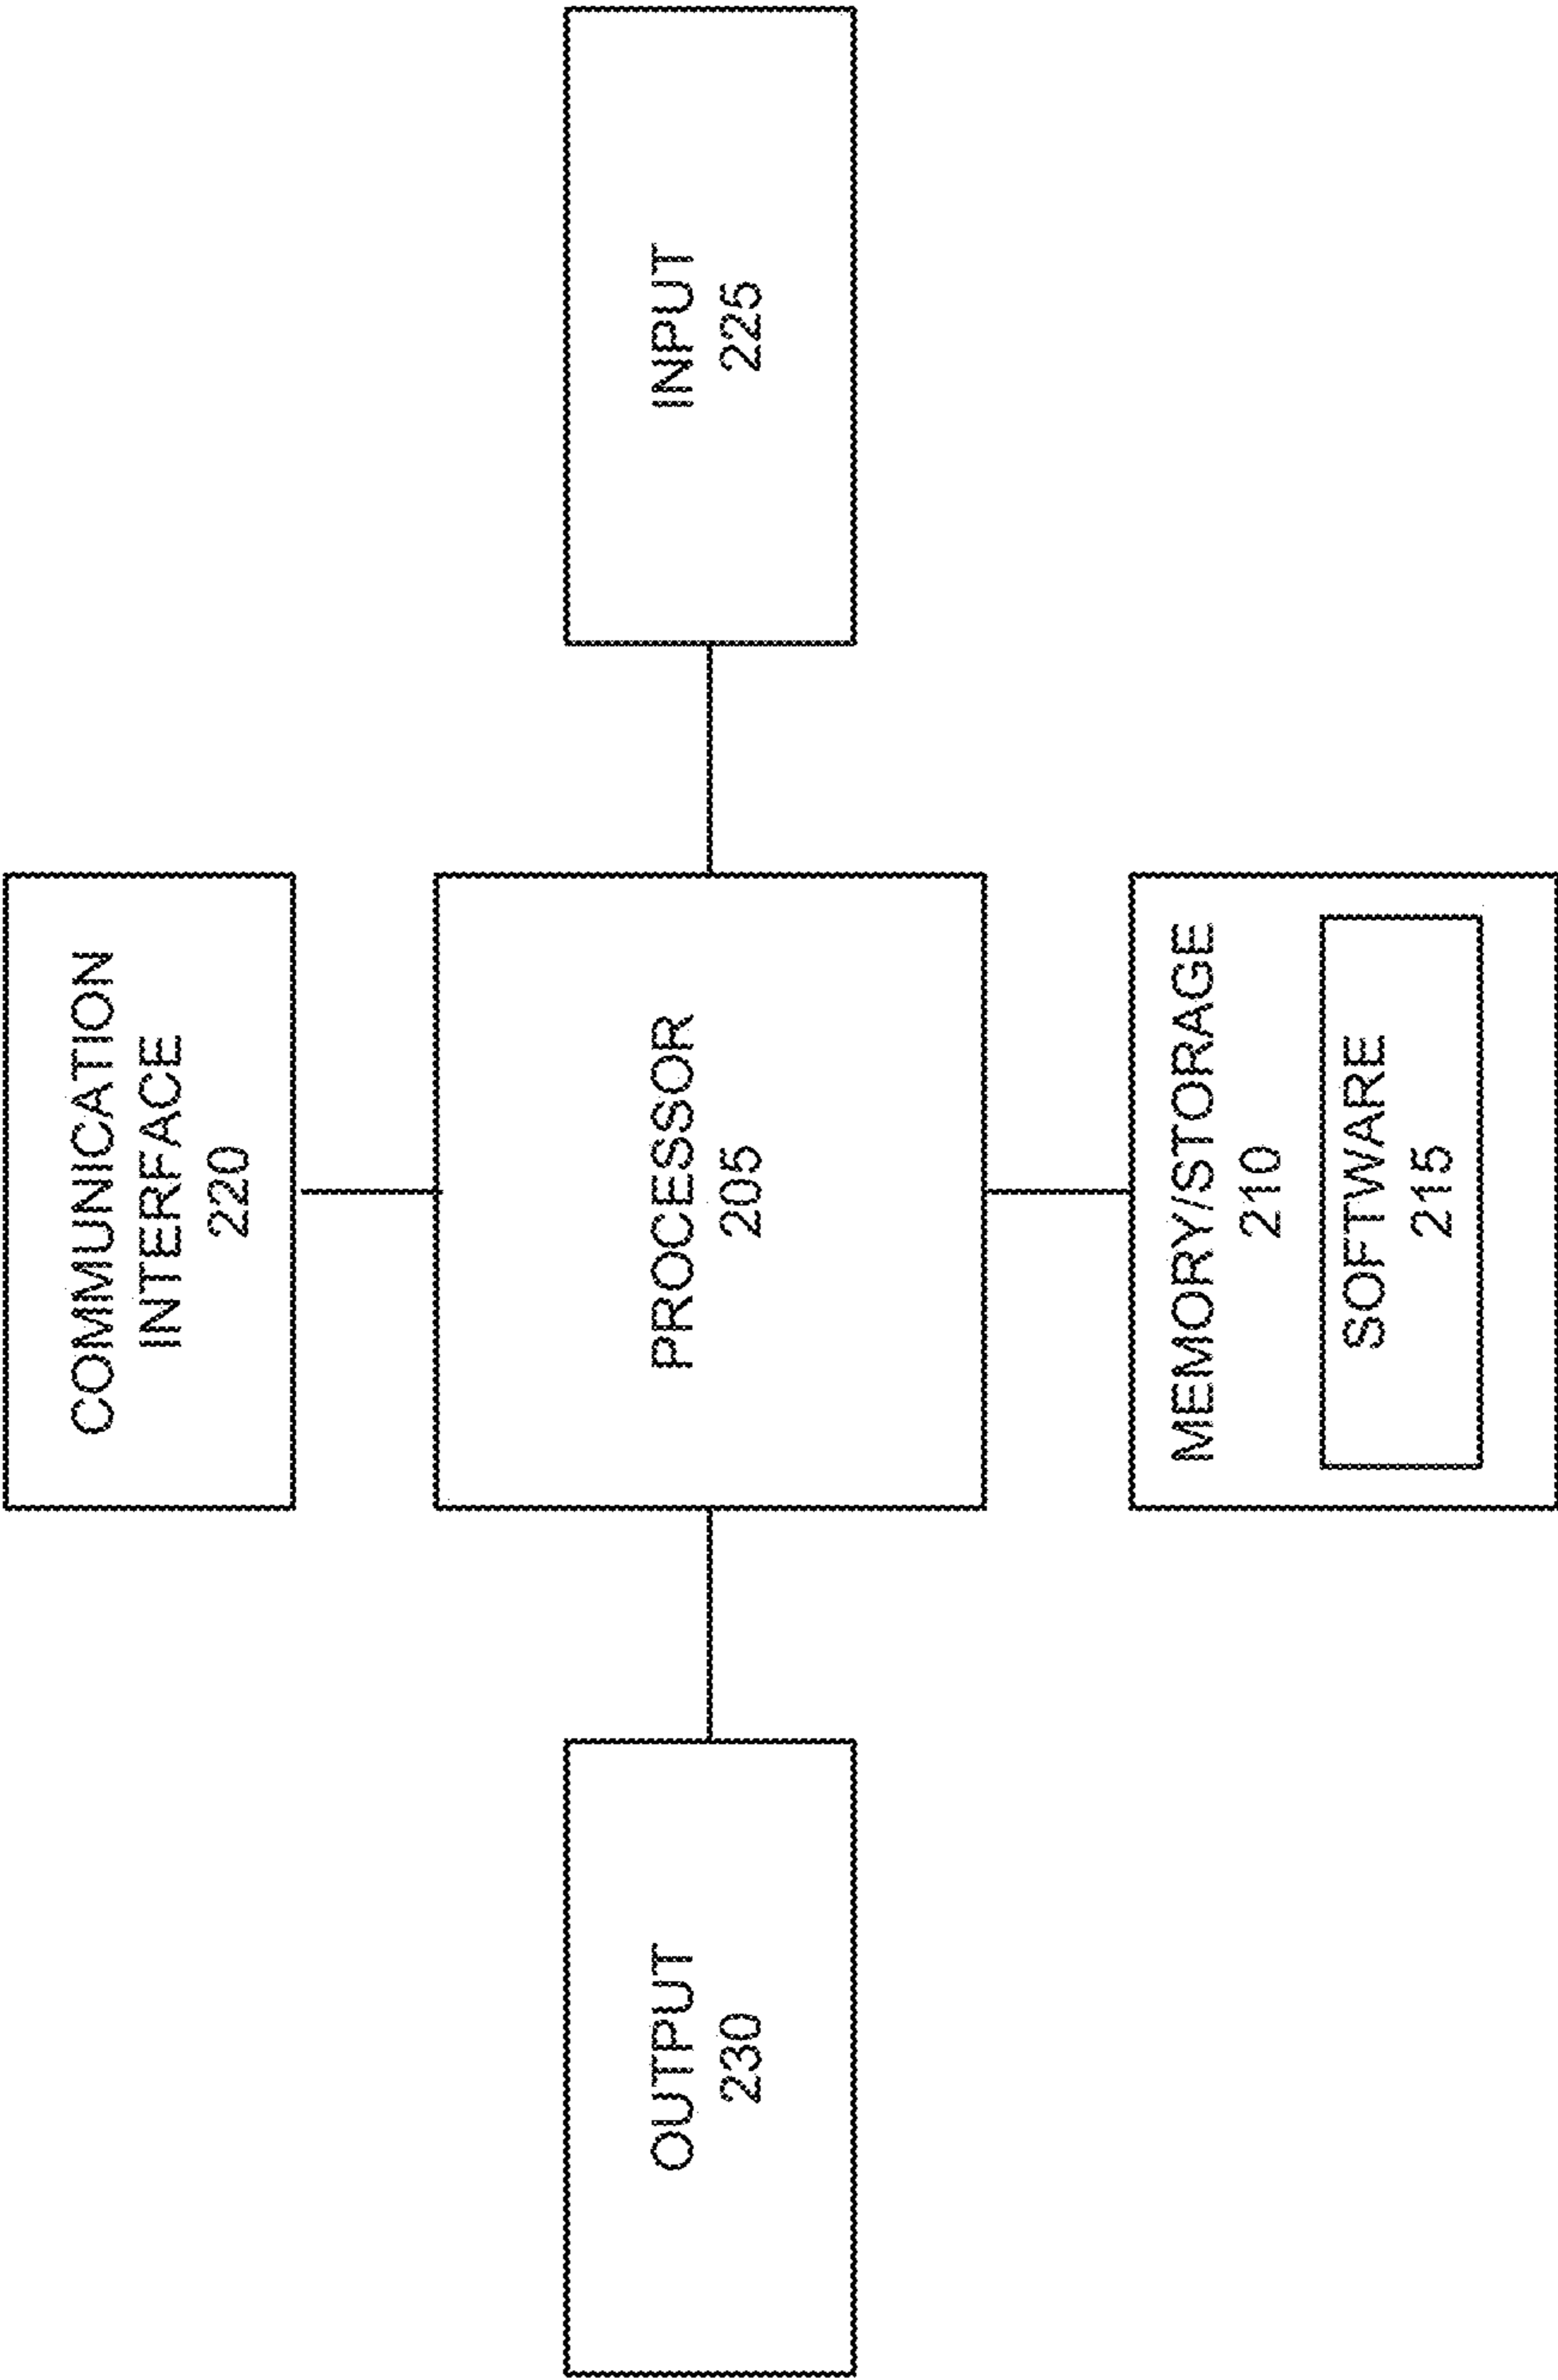 COMMUNICATION
INTERFACE
220
OUTPUT
230
PROCESSOR
205
INPUT
225
MEMORY/STORAGE
210
SOFTWARE
215